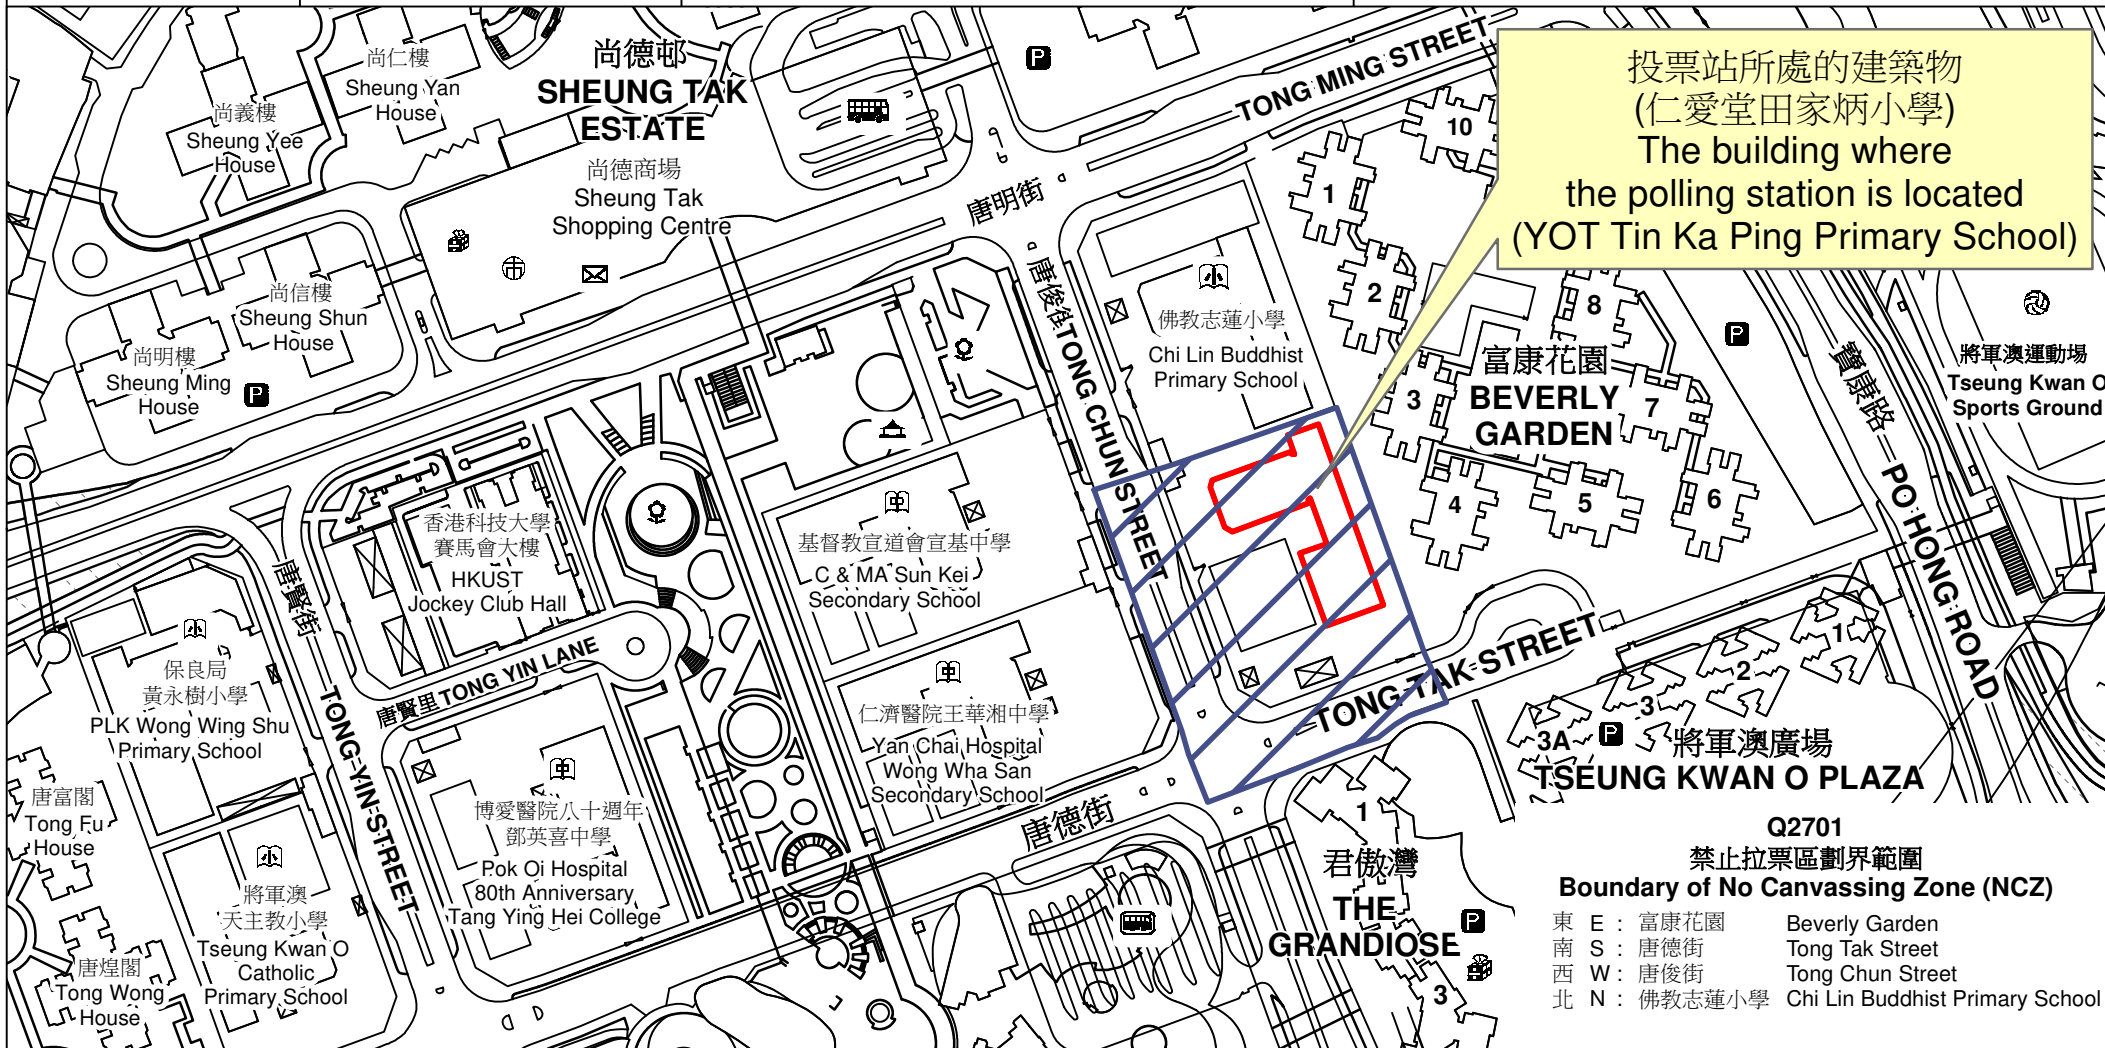 尚德邨
SHEUNG TAK
ESTATE
尚仁樓
Sheung Yan
House
尚義樓
Sheung Yee
House
尚德商場
Sheung Tak
Shopping Centre
尚信樓
Sheung Shun
House
尚明樓
Sheung Ming
House
P
P
TONG MING STREET
唐明街
投票站所處的建築物
(仁愛堂田家炳小學)
The building where
the polling station is located
(YOT Tin Ka Ping Primary School)
10
1
2
8
3
7
4
5
6
富康花園
BEVERLY
GARDEN
P
寶康路
PO HONG ROAD
將軍澳運動場
Tseung Kwan O
Sports Ground
唐俊街
TONG CHUN STREET
佛教志蓮小學
Chi Lin Buddhist
Primary School
香港科技大學
賽馬會大樓
HKUST
Jockey Club Hall
基督教宣道會宣基中學
C & MA Sun Kei
Secondary School
唐賢街
TONG YIN STREET
唐賢里 TONG YIN LANE
保良局
黃永樹小學
PLK Wong Wing Shu
Primary School
仁濟醫院王華湘中學
Yan Chai Hospital
Wong Wha San
Secondary School
TONG TAK STREET
唐德街
1
2
3
3A
P
將軍澳廣場
TSEUNG KWAN O PLAZA
唐富閣
Tong Fu
House
博愛醫院八十週年
鄧英喜中學
Pok Oi Hospital
80th Anniversary
Tang Ying Hei College
將軍澳
天主教小學
Tseung Kwan O
Catholic
Primary School
唐煌閣
Tong Wong
House
1
君傲灣
THE
GRANDIOSE
P
3
Q2701
禁止拉票區劃界範圍
Boundary of No Canvassing Zone (NCZ)
東 E : 富康花園 Beverly Garden
南 S : 唐德街 Tong Tak Street
西 W : 唐俊街 Tong Chun Street
北 N : 佛教志蓮小學 Chi Lin Buddhist Primary School